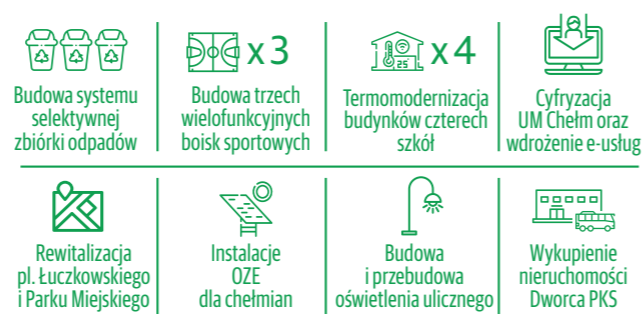 x 3
x 4
25
Budowa systemu
selektywnej
zbiórki odpadów
Budowa trzech
wielofunkcyjnych
boisk sportowych
Termomodernizacja
budynków czterech
szkół
Cyfryzacja
UM Chełm oraz
wdrożenie e-usług
Rewitalizacja
pl. Łuczkowskiego
i Parku Miejskiego
Instalacje
OZE
dla chełmian
Budowa
i przebudowa
oświetlenia ulicznego
Wykupienie
nieruchomości
Dworca PKS